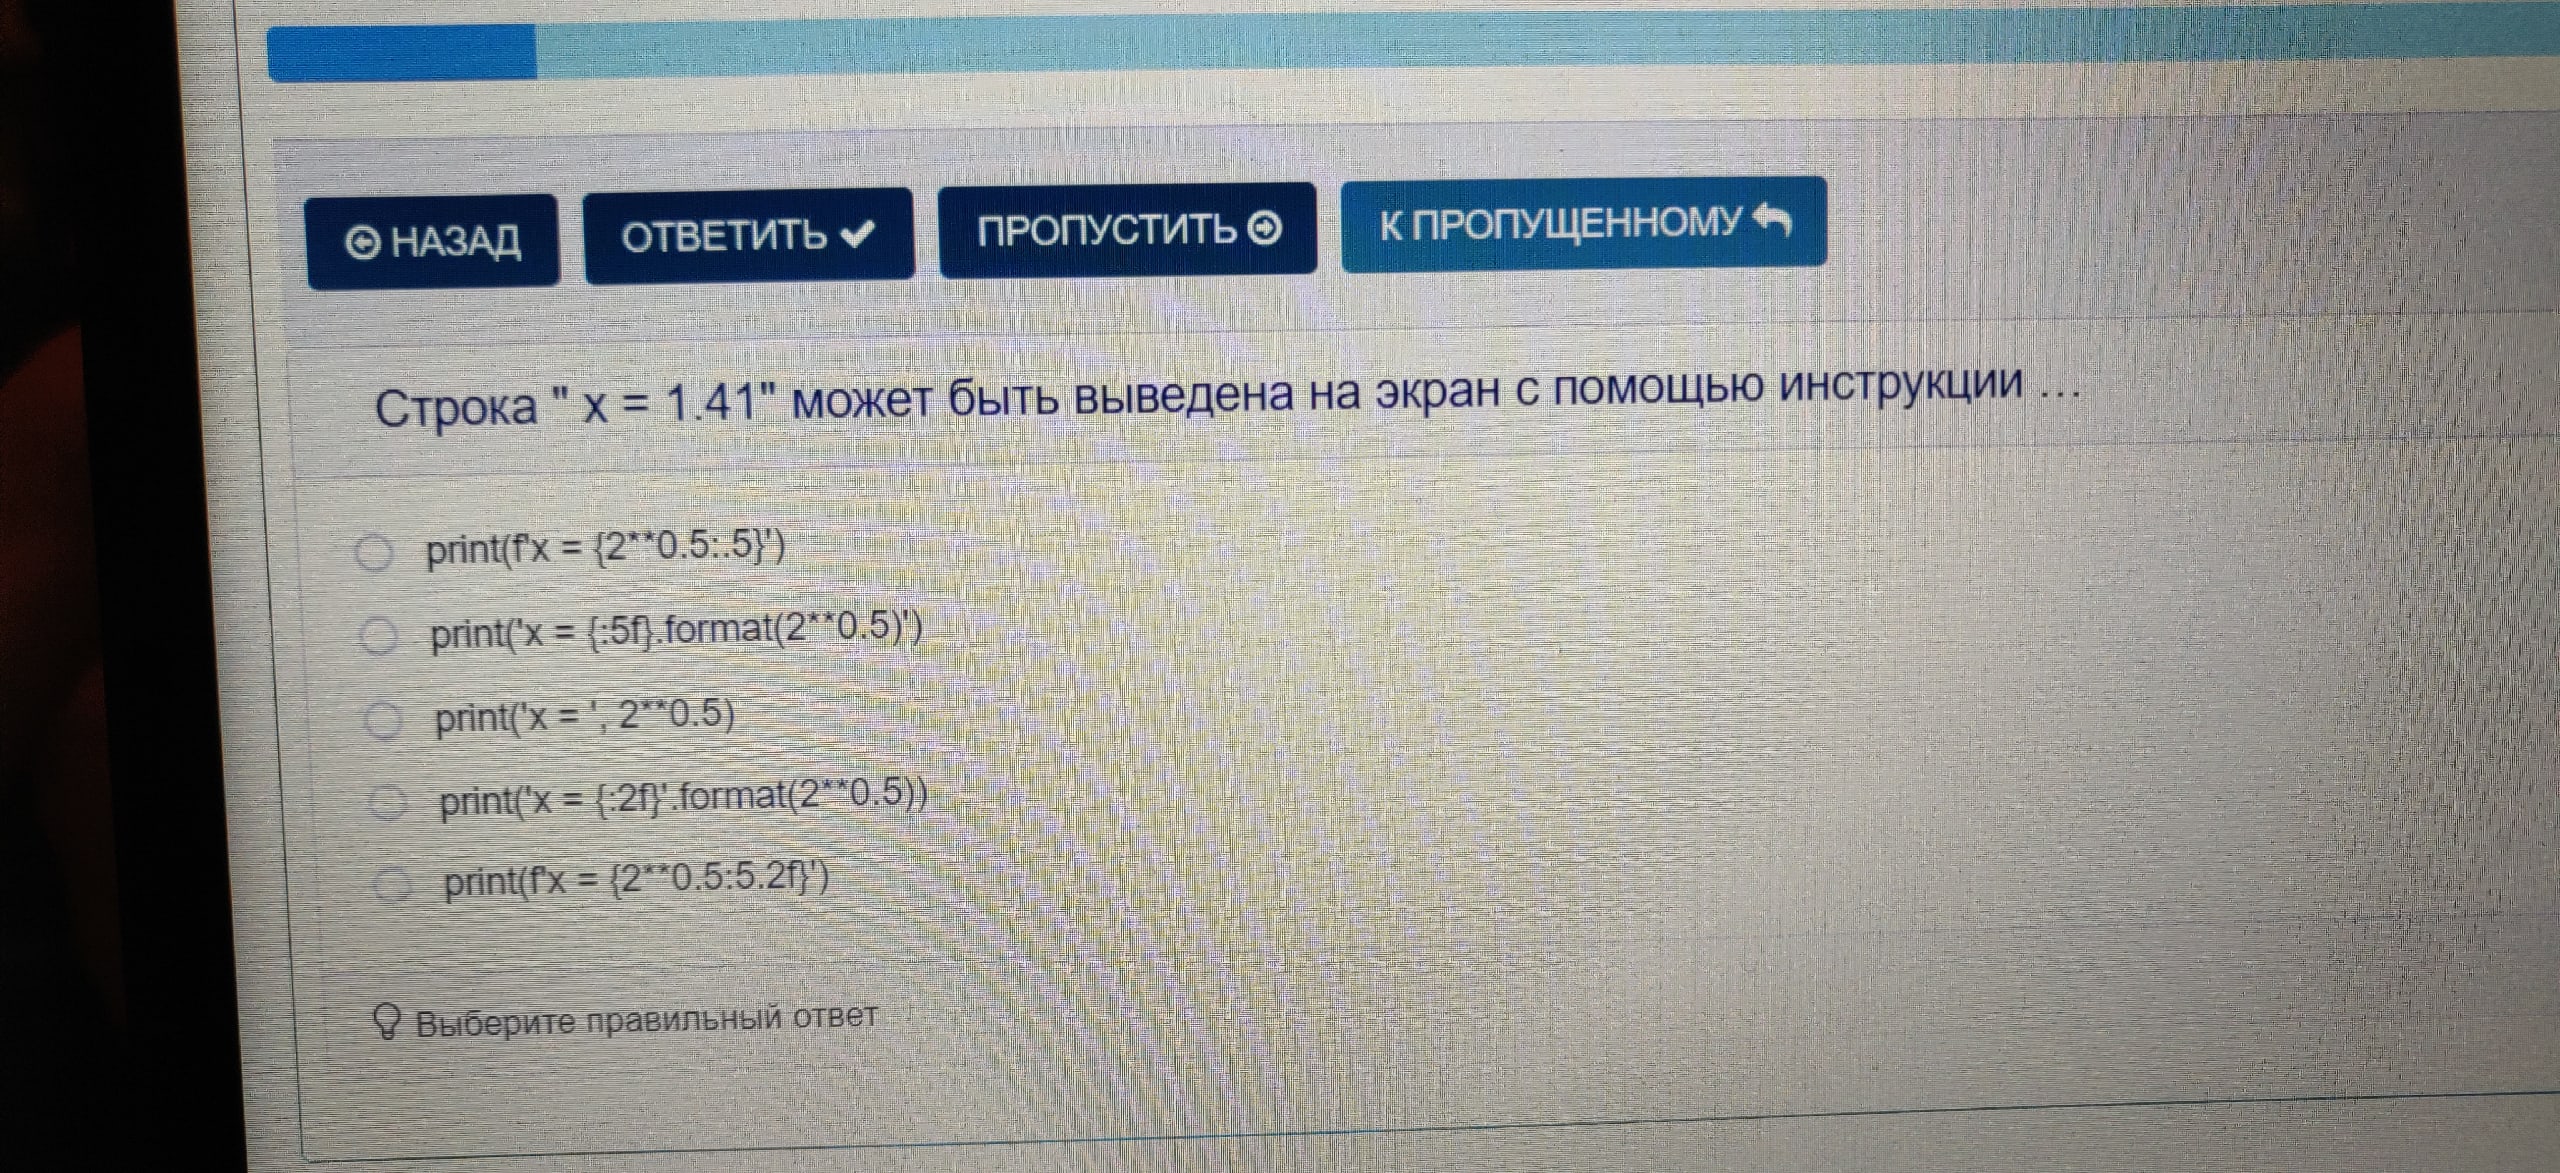 НАЗАД ОТВЕТИТЬ ПРОПУСТИТЬ К ПРОПУЩЕННОМУ
Строка " x = 1.41" может быть выведена на экран с помощью инструкции ...
print(f'x = {2**0.5:.5}')
print('x = {:5f}.format(2**0.5)')
print('x = ', 2**0.5)
print('x = {:2f}'.format(2**0.5))
print(f'x = {2**0.5:5.2f}')
Выберите правильный ответ